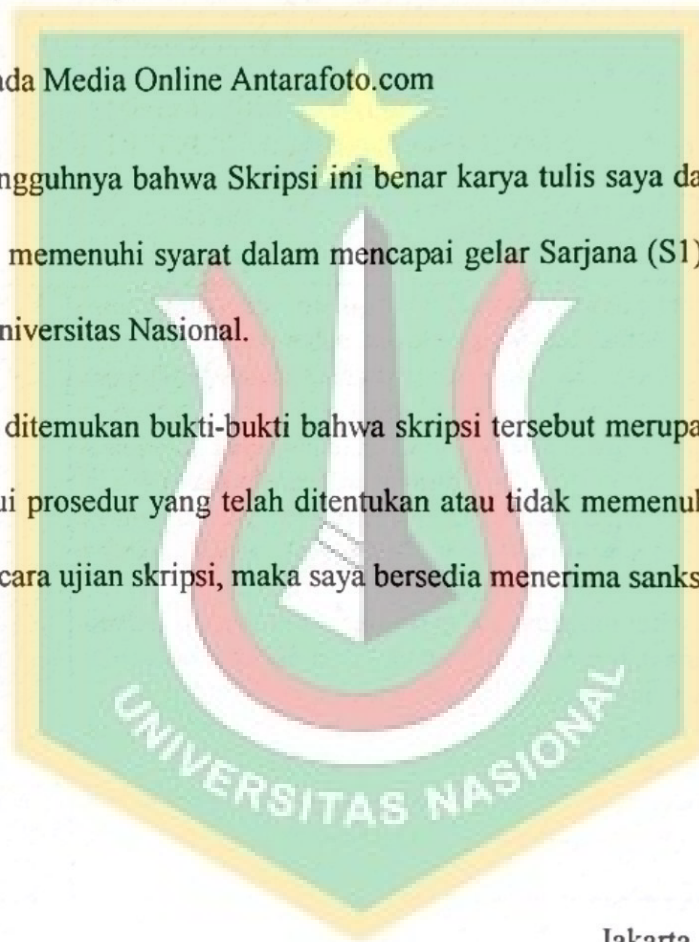 ada Media Online Antarafoto.com
ngguhnya bahwa Skripsi ini benar karya tulis saya da
memenuhi syarat dalam mencapai gelar Sarjana (S1)
niversitas Nasional.
ditemukan bukti-bukti bahwa skripsi tersebut merupa
ui prosedur yang telah ditentukan atau tidak memenul
cara ujian skripsi, maka saya bersedia menerima sanks
UNIVERSITAS NASIONAL
Jakarta